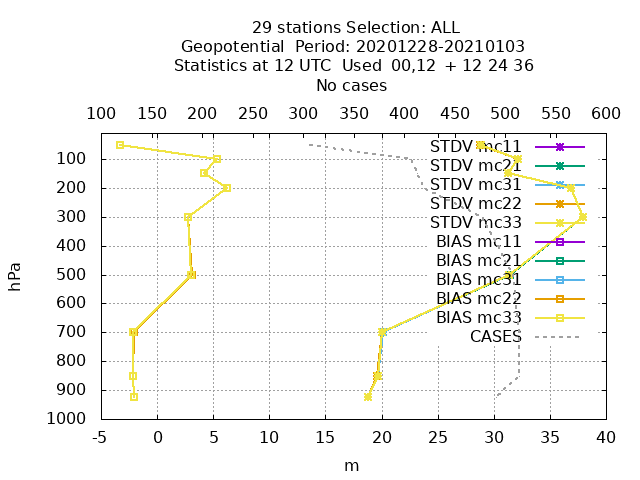 29 stations Selection: ALL
Geopotential  Period: 20201228-20210103
Statistics at 12 UTC  Used  00,12  + 12 24 36
No cases
100 150 200 250 300 350 400 450 500 550 600
STDV mc11
STDV mc21
STDV mc31
STDV mc22
STDV mc33
BIAS mc11
BIAS mc21
BIAS mc31
BIAS mc22
BIAS mc33
CASES
100
200
300
400
500
600
700
800
900
1000
hPa
-5 0 5 10 15 20 25 30 35 40
m